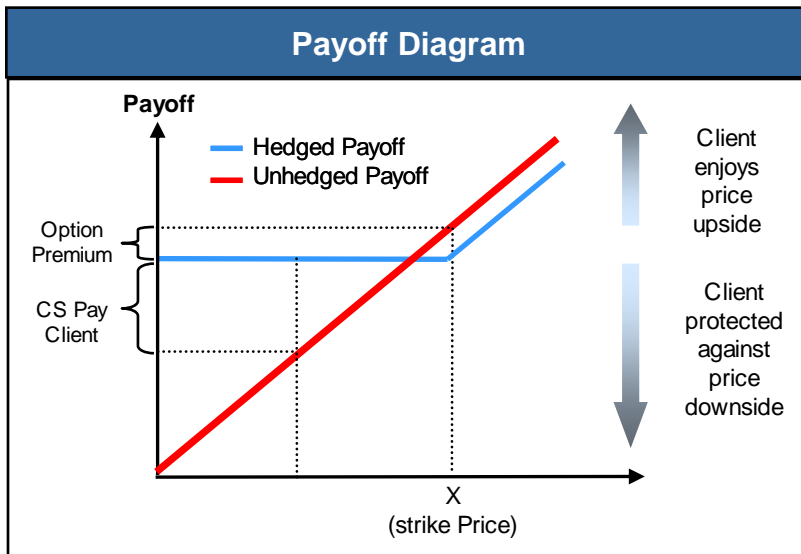 Payoff Diagram
Payoff
Hedged Payoff
Unhedged Payoff
Option
Premium
CS Pay
Client
X
(strike Price)
Client
enjoys
price
upside
Client
protected
against
price
downside